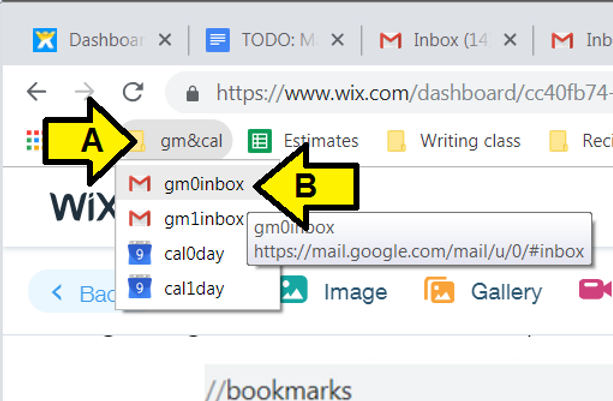 Dashboa
TODO: M
Inbox (14
Inb
https://www.wix.com/dashboard/cc40fb74-
A
gm&cal
Estimates
Writing class
Reci
WiX
gm0inbox
B
gm1inbox
gm0inbox
https://mail.google.com/mail/u/0/#inbox
9 cal0day
9 cal1day
Bac
Image
Gallery
//bookmarks